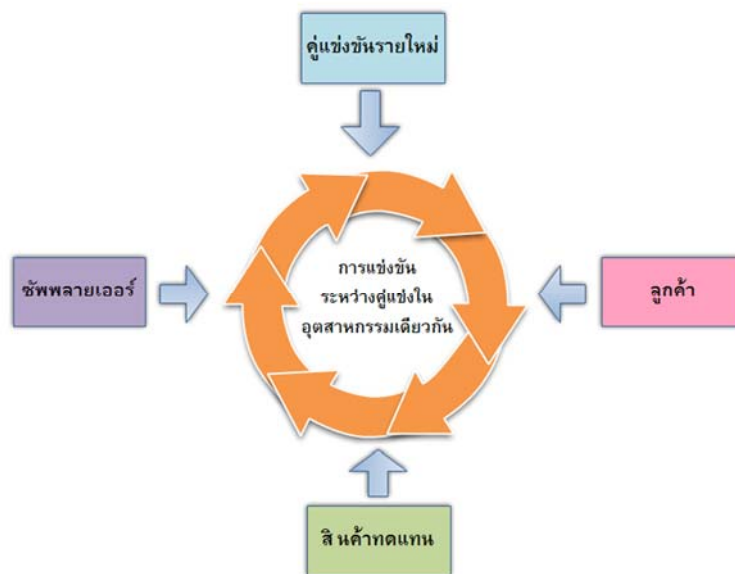 คู่แข่งขันรายใหม่
ซัพพลายเออร์
การแข่งขัน
ระหว่างคู่แข่งใน
อุตสาหกรรมเดียวกัน
ลูกค้า
สินค้าทดแทน